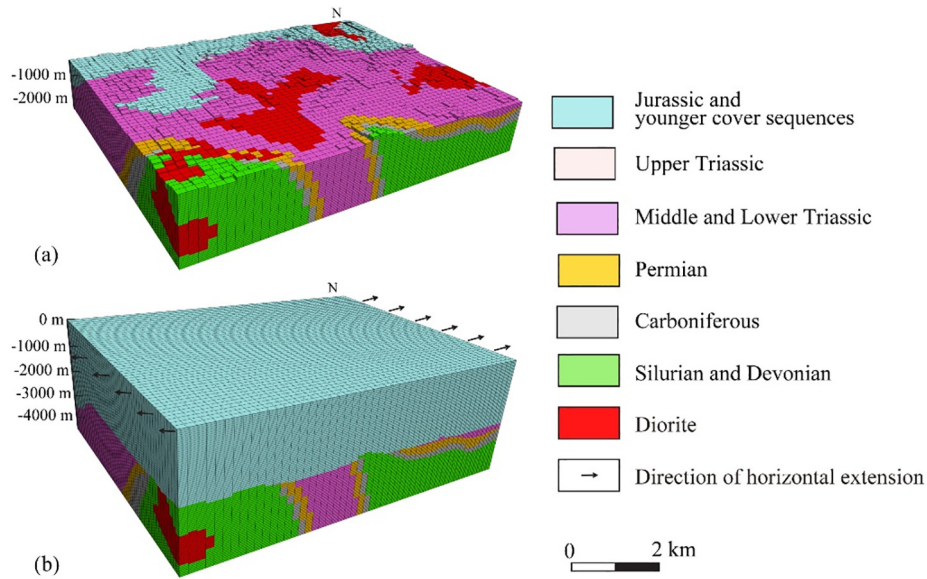 N
-1000 m
-2000 m
(a)
N
0 m
-1000 m
-2000 m
-3000 m
-4000 m
(b)
Jurassic and
younger cover sequences
Upper Triassic
Middle and Lower Triassic
Permian
Carboniferous
Silurian and Devonian
Diorite
Direction of horizontal extension
0 2 km